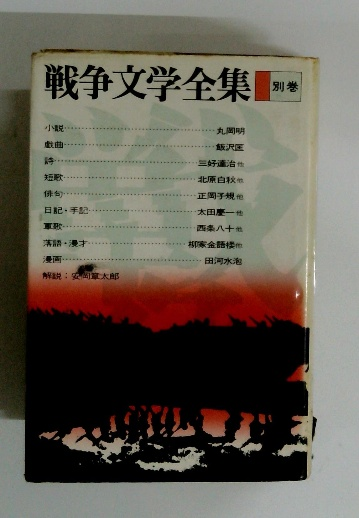 戦争文学全集 別巻
小説……………丸岡明
戯曲……………飯沢匡
詩……………三好達治他
短歌……………北原白秋他
俳句……………正岡子規他
日記・手記……………太田慶一他
軍歌……………西条八十他
落語・漫才……………柳家金語楼他
漫画……………田河水泡
解説：安岡章太郎